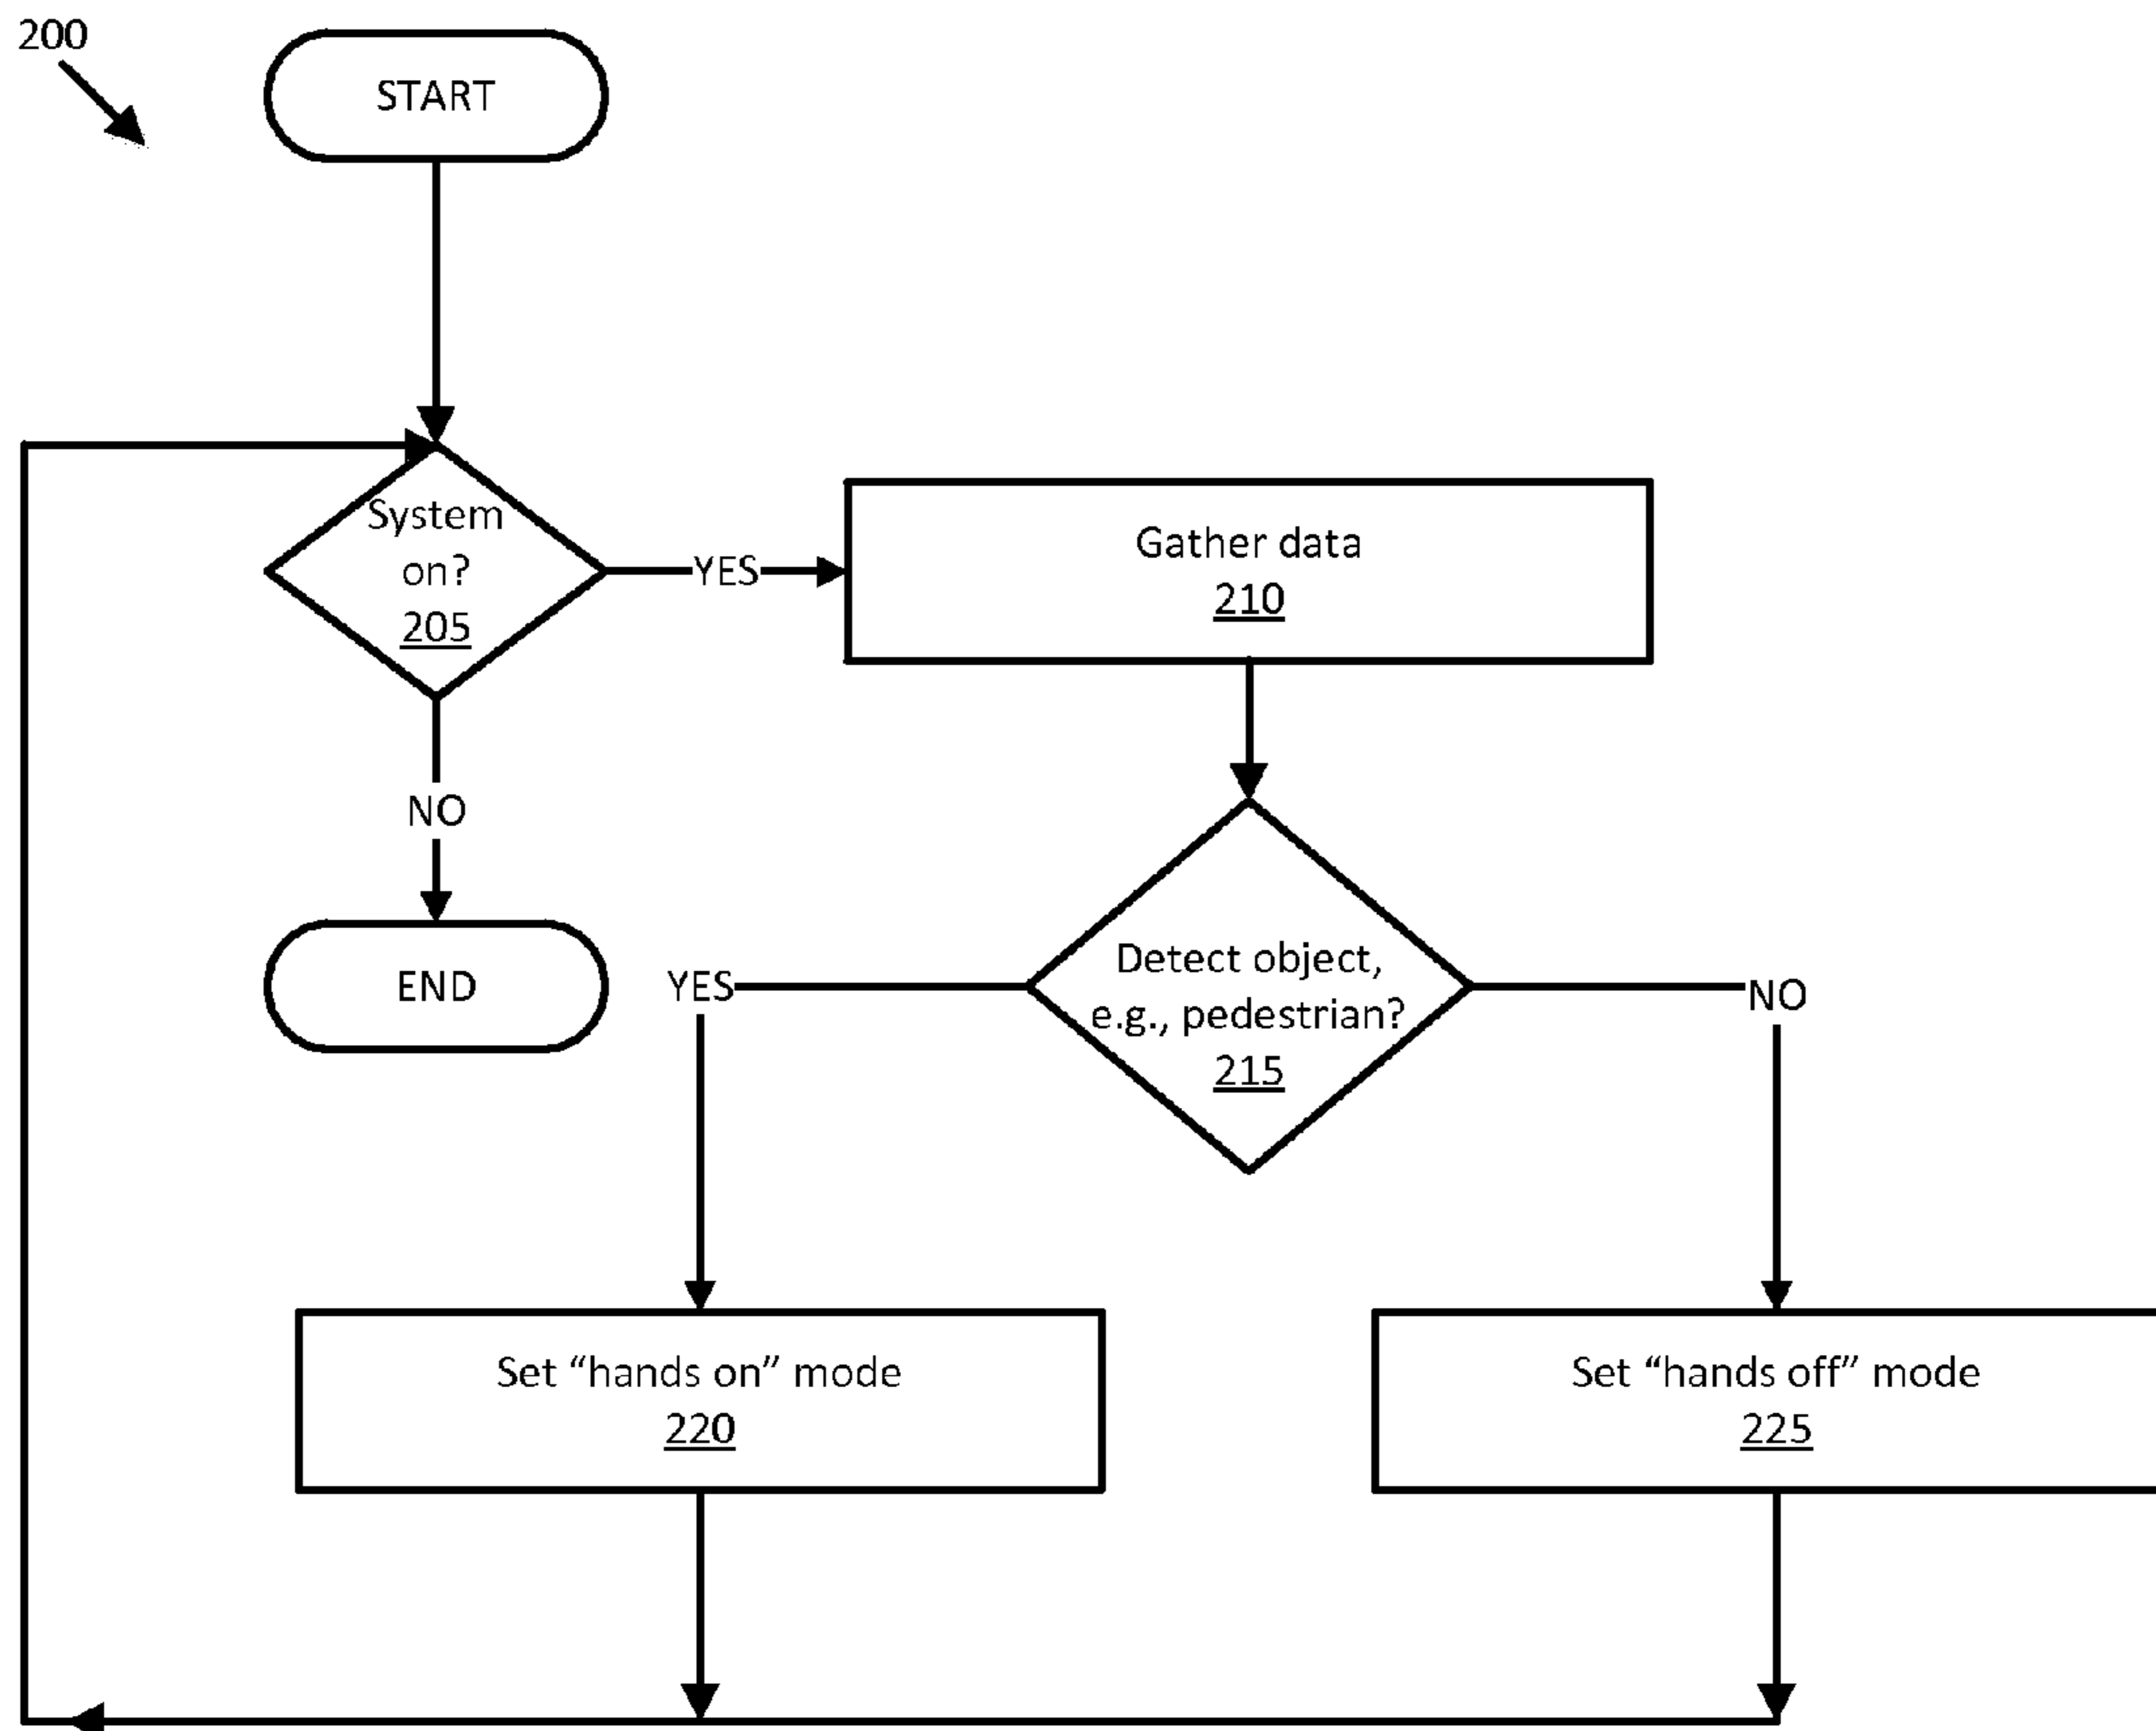 200
START
System
on?
205
YES
Gather data
210
NO
END
YES
Detect object,
e.g., pedestrian?
215
NO
Set “hands on” mode
220
Set “hands off” mode
225